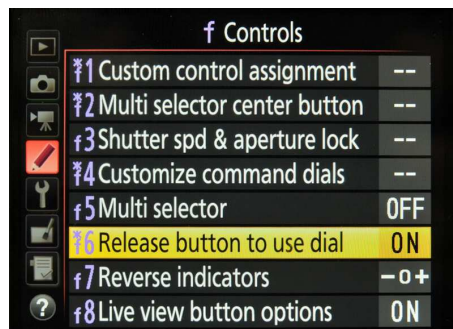 f Controls
f1 Custom control assignment --
f2 Multi selector center button --
f3 Shutter spd & aperture lock --
f4 Customize command dials --
f5 Multi selector OFF
f6 Release button to use dial ON
f7 Reverse indicators −0+
f8 Live view button options ON
?